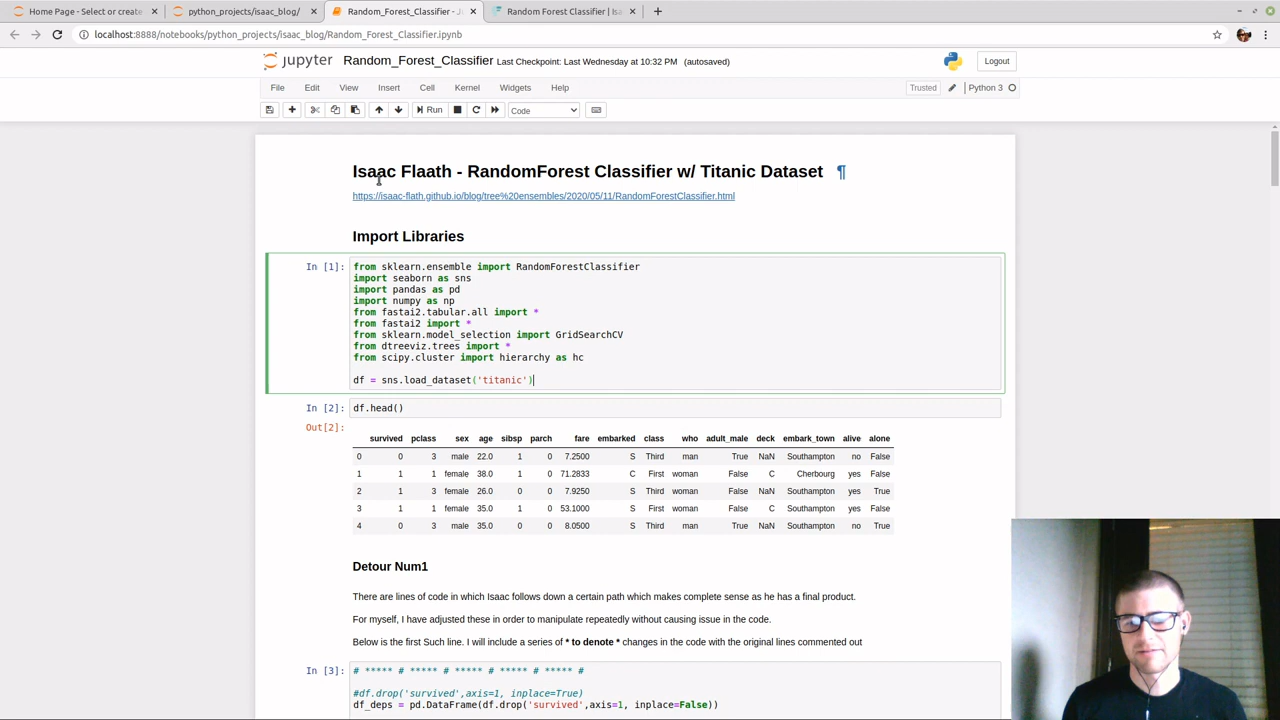 Home Page - Select or create
python_projects/isaac_blog/
Random_Forest_Classifier - J
Random Forest Classifier | Isa
localhost:8888/notebooks/python_projects/isaac_blog/Random_Forest_Classifier.ipynb
jupyter Random_Forest_Classifier Last Checkpoint: Last Wednesday at 10:32 PM (autosaved) Logout
File Edit View Insert Cell Kernel Widgets Help Trusted Python 3
Run Code
Isaac Flaath - RandomForest Classifier w/ Titanic Dataset ¶
https://isaac-flath.github.io/blog/tree%20ensembles/2020/05/11/RandomForestClassifier.html
Import Libraries
In [1]: from sklearn.ensemble import RandomForestClassifier
import seaborn as sns
import pandas as pd
import numpy as np
from fastai2.tabular.all import *
from fastai2 import *
from sklearn.model_selection import GridSearchCV
from dtreeviz.trees import *
from scipy.cluster import hierarchy as hc
df = sns.load_dataset('titanic')
In [2]: df.head()
Out[2]:
survived pclass sex age sibsp parch fare embarked class who adult_male deck embark_town alive alone
0 0 3 male 22.0 1 0 7.2500 S Third man True NaN Southampton no False
1 1 1 female 38.0 1 0 71.2833 C First woman False C Cherbourg yes False
2 1 3 female 26.0 0 0 7.9250 S Third woman False NaN Southampton yes True
3 1 1 female 35.0 1 0 53.1000 S First woman False C Southampton yes False
4 0 3 male 35.0 0 0 8.0500 S Third man True NaN Southampton no True
Detour Num1
There are lines of code in which Isaac follows down a certain path which makes complete sense as he has a final product.
For myself, I have adjusted these in order to manipulate repeatedly without causing issue in the code.
Below is the first Such line. I will include a series of * to denote * changes in the code with the original lines commented out
In [3]: # ***** # ***** # ***** # ***** # ***** #
#df.drop('survived',axis=1, inplace=True)
df_deps = pd.DataFrame(df.drop('survived',axis=1, inplace=False))